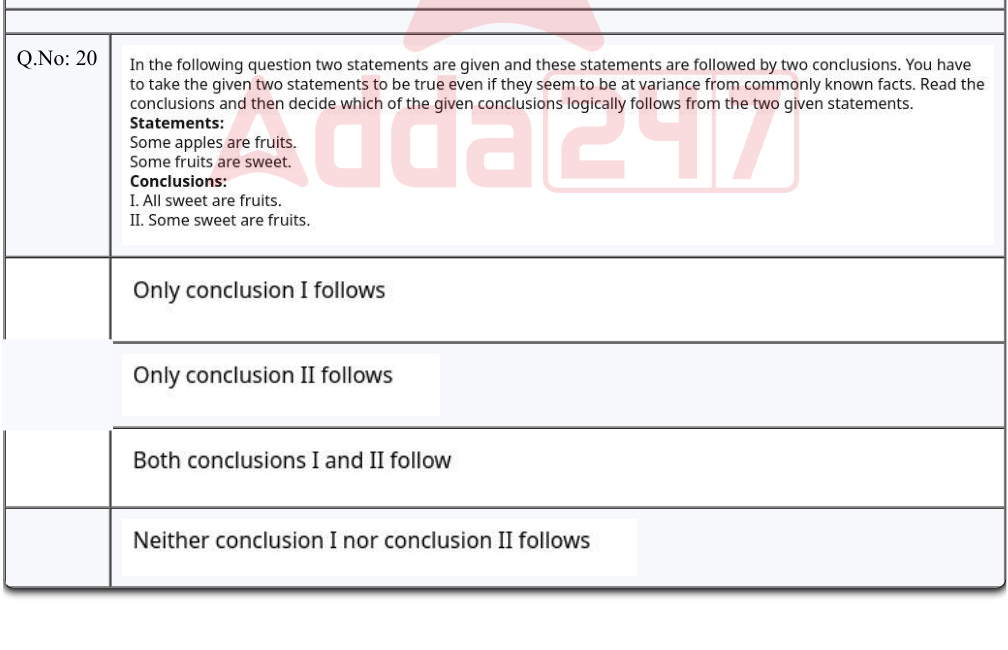 Q.No: 20
In the following question two statements are given and these statements are followed by two conclusions. You have
to take the given two statements to be true even if they seem to be at variance from commonly known facts. Read the
conclusions and then decide which of the given conclusions logically follows from the two given statements.
Statements:
Some apples are fruits.
Some fruits are sweet.
Conclusions:
I. All sweet are fruits.
II. Some sweet are fruits.
Adda247
Only conclusion I follows
Only conclusion II follows
Both conclusions I and II follow
Neither conclusion I nor conclusion II follows